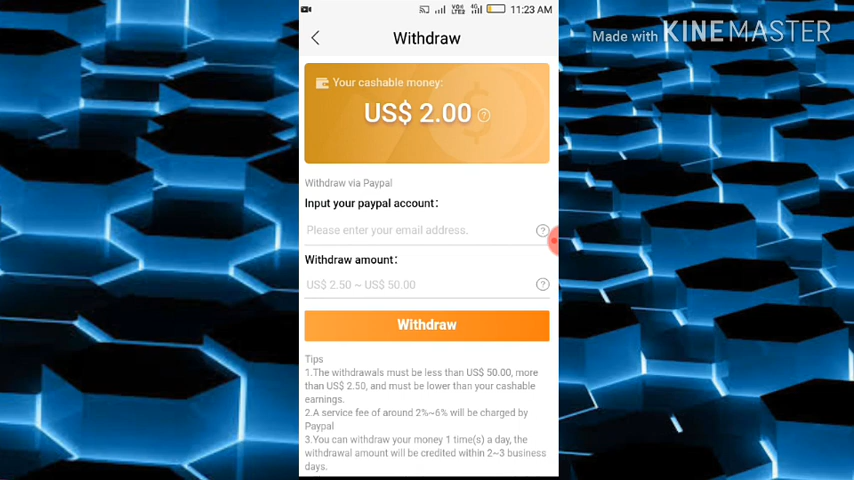 11:23 AM
Withdraw
Made with KINEMASTER
Your cashable money:
US$ 2.00 ?
Withdraw via Paypal
Input your paypal account:
Please enter your email address. ?
Withdraw amount:
US$ 2.50 ~ US$ 50.00 ?
Withdraw
Tips
1.The withdrawals must be less than US$ 50.00, more
than US$ 2.50, and must be lower than your cashable
earnings.
2.A service fee of around 2%~6% will be charged by
Paypal
3.You can withdraw your money 1 time(s) a day, the
withdrawal amount will be credited within 2~3 business
days.